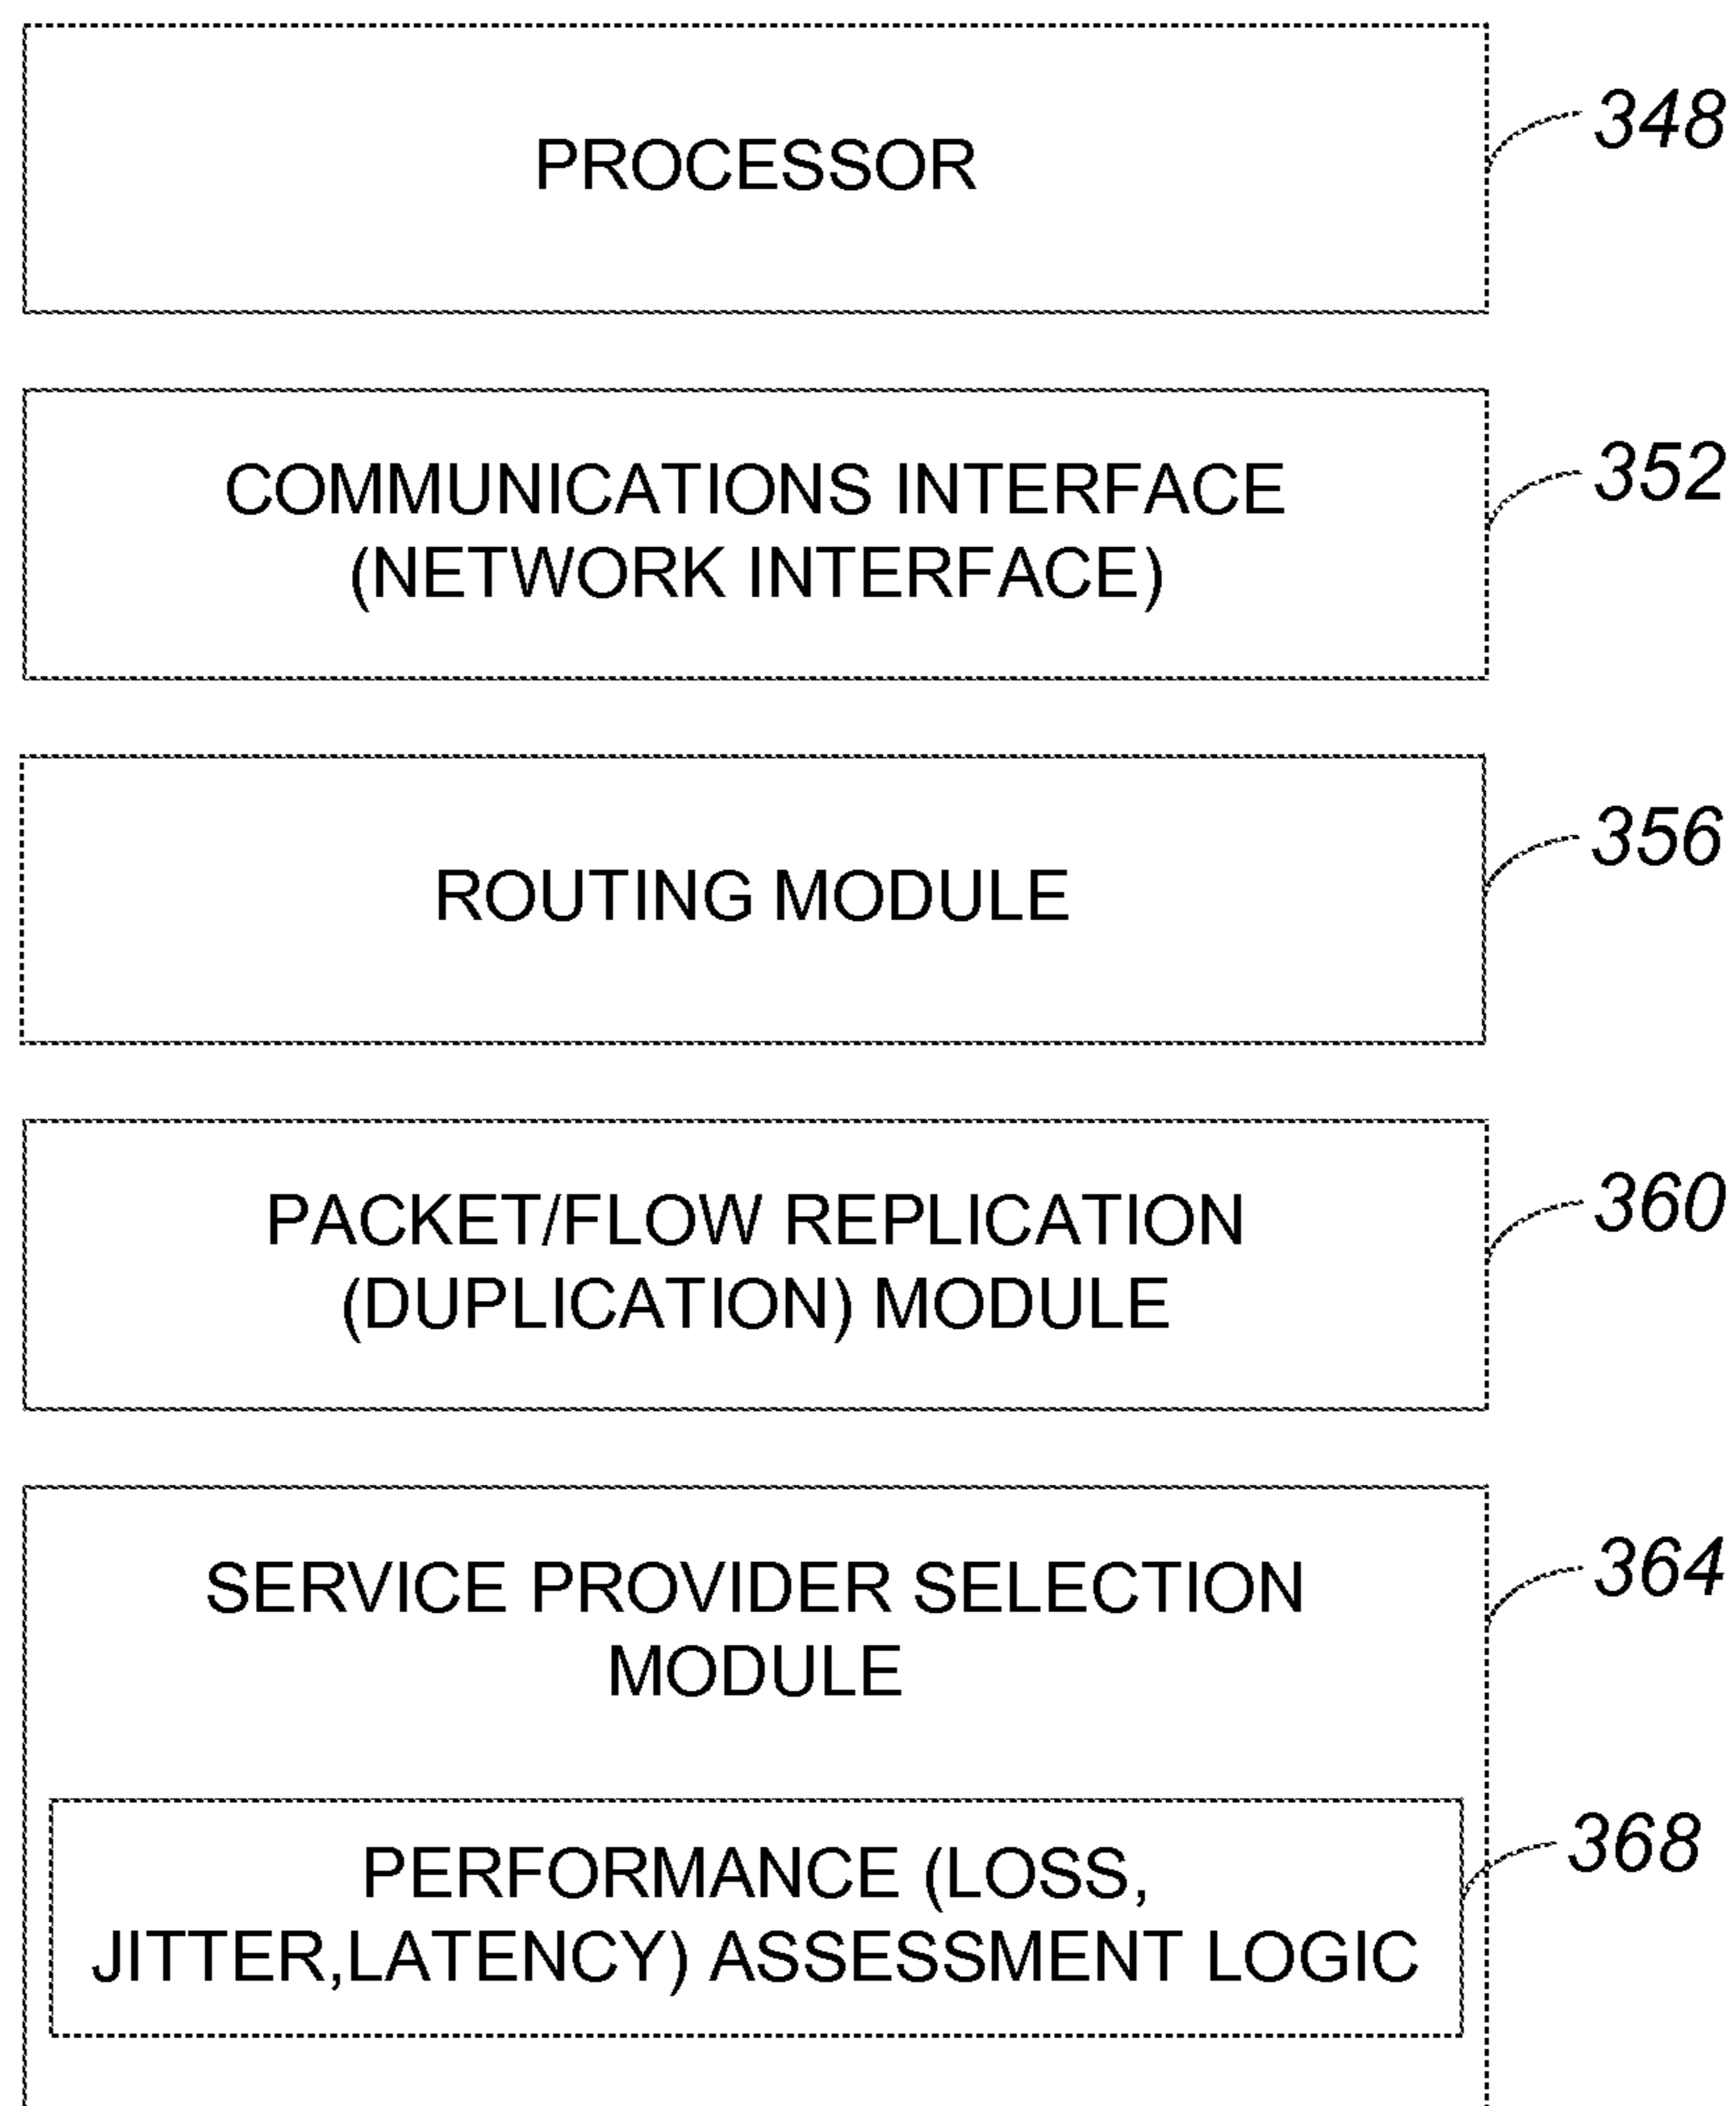 PROCESSOR
348
COMMUNICATIONS INTERFACE
(NETWORK INTERFACE)
352
ROUTING MODULE
356
PACKET/FLOW REPLICATION
(DUPLICATION) MODULE
360
SERVICE PROVIDER SELECTION
MODULE
364
PERFORMANCE (LOSS,
JITTER,LATENCY) ASSESSMENT LOGIC
368